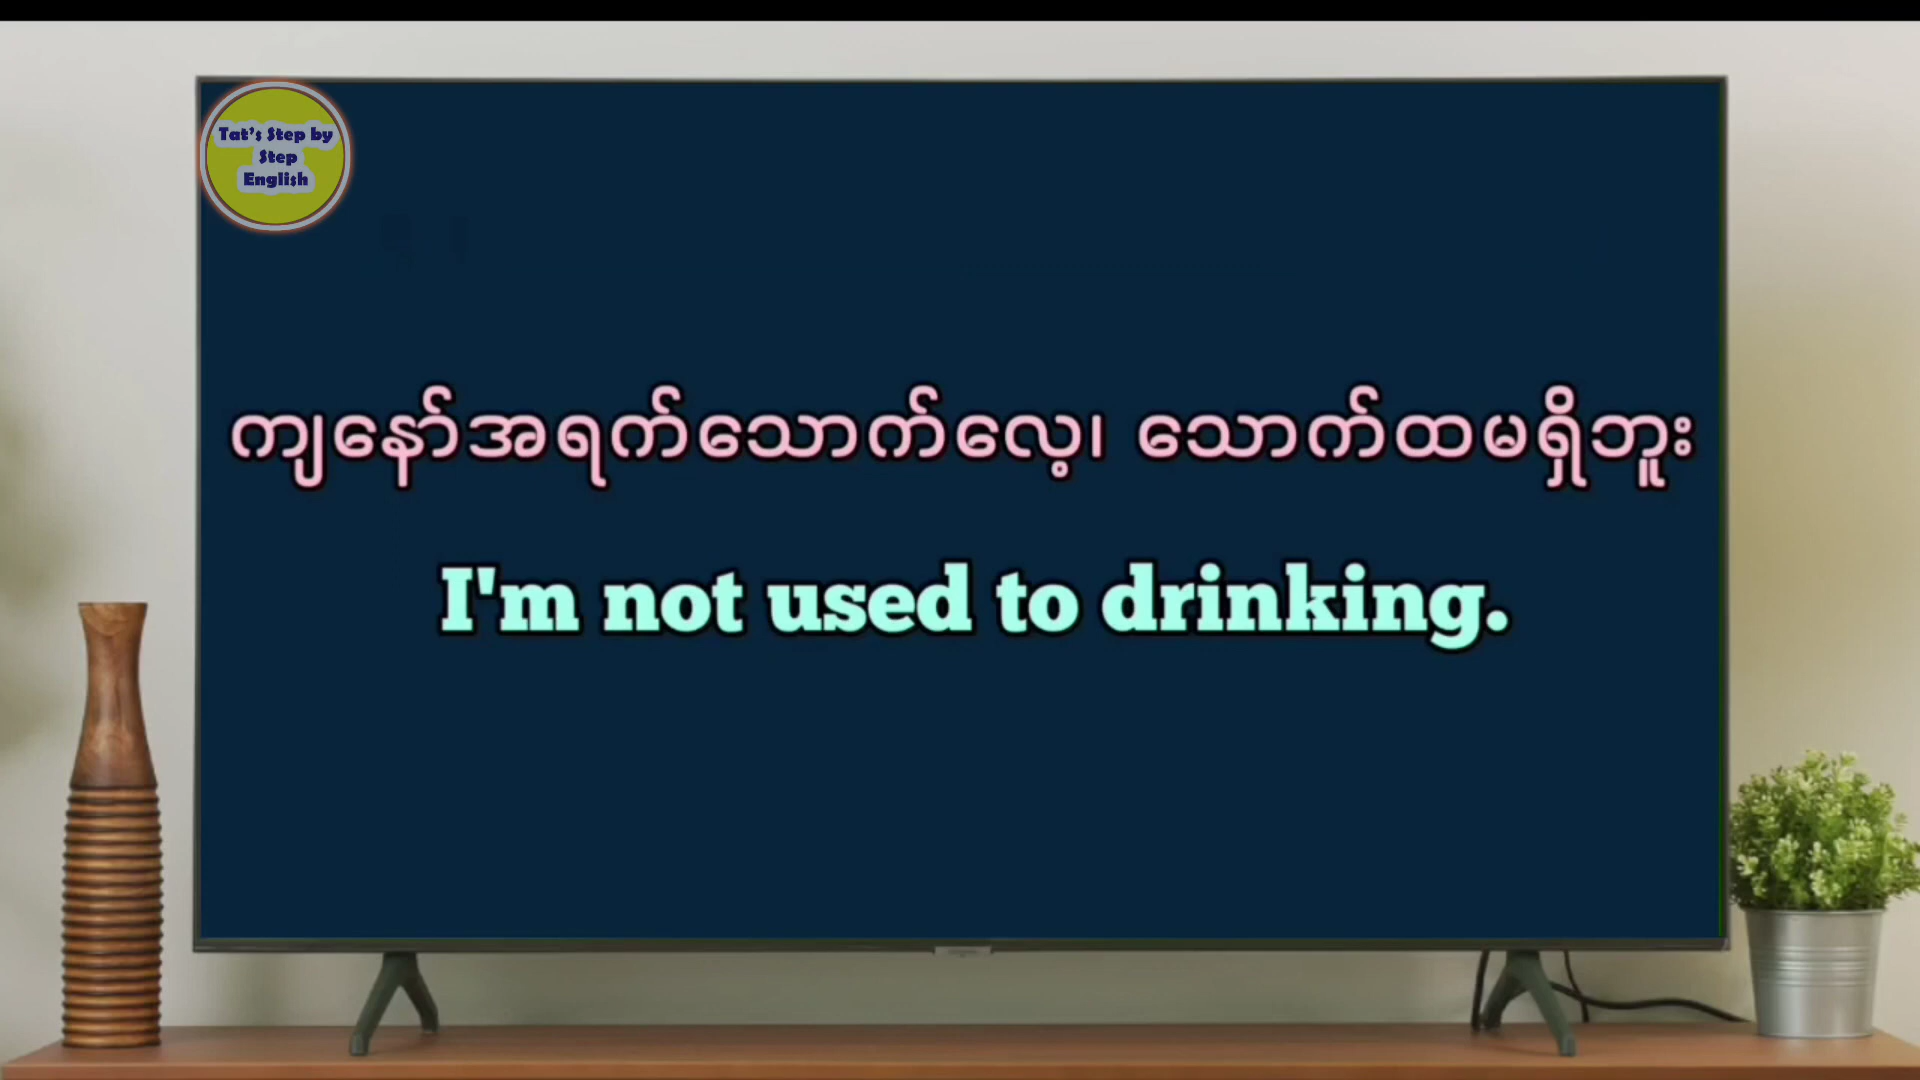 Tat's Step by
Step
English
ကျနော်အရက်သောက်လေ့၊ သောက်ထမရှိဘူး
I'm not used to drinking.